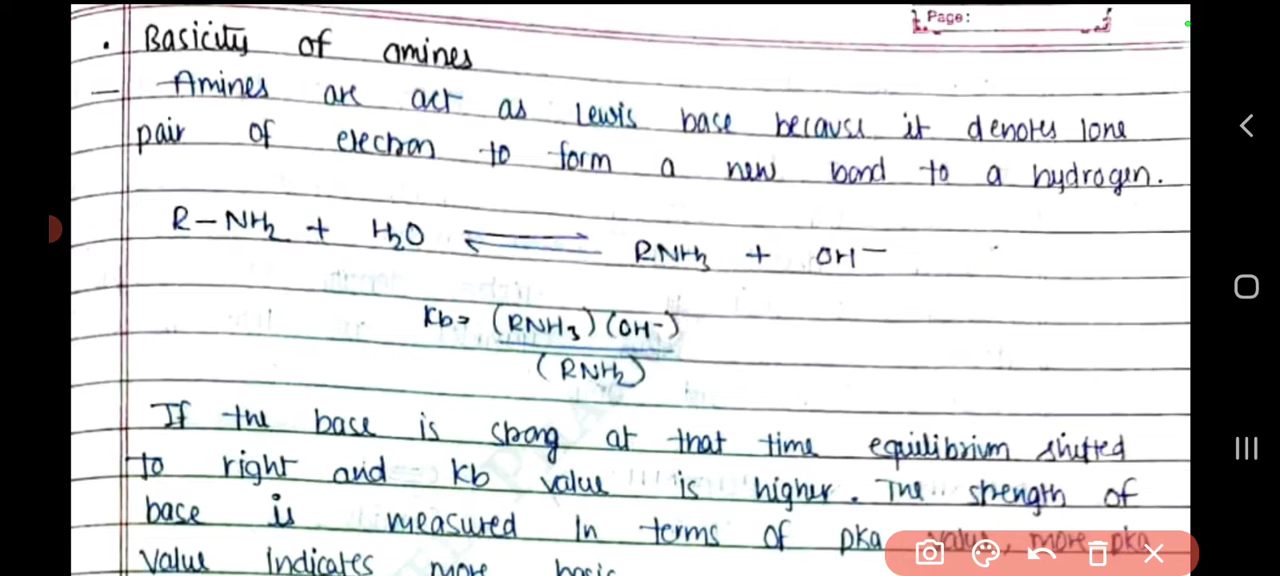 Page:
. Basicity of amines
— Amines are act as Lewis base because it denotes lone
pair of electron to form a new bond to a hydrogen.
R-NH2 + H2O ⇌ RNH3 + OH-
Kb= (RNH3)(OH-)
(RNH2)
If the base is strong at that time equilibrium shifted
to right and kb value is higher. The strength of
base is measured in terms of pka value, more pka
value indicates more basic